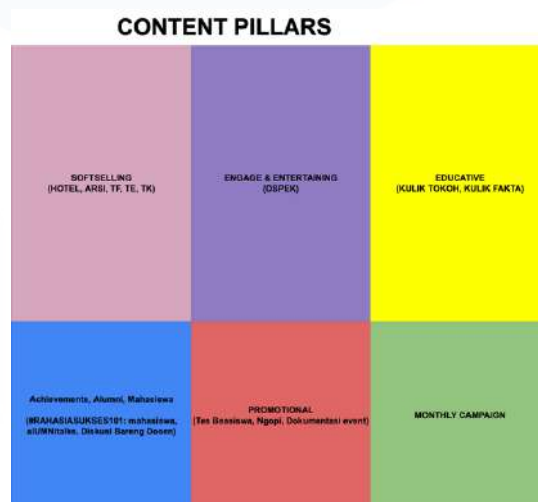 CONTENT PILLARS
SOFTSELLING
(HOTEL, ARSI, TF, TE, TK)
ENGAGE & ENTERTAINING
(OSPEK)
EDUCATIVE
(KULIK TOKOH, KULIK FAKTA)
Achievements, Alumni, Mahasiswa
(#RAHASIASUKSES101: mahasiswa,
alUMNItalks, Diskusi Bareng Dosen)
PROMOTIONAL
(Tes Beasiswa, Ngopi, Dokumentasi event)
MONTHLY CAMPAIGN